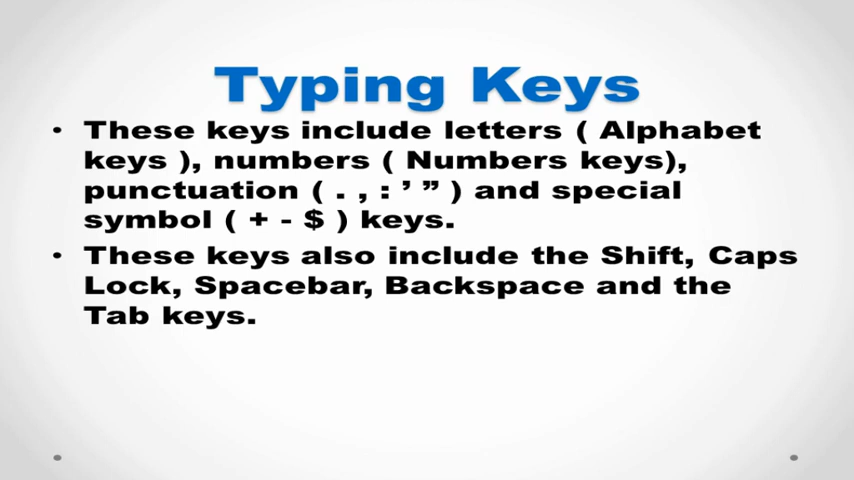 Typing Keys
• These keys include letters ( Alphabet
keys ), numbers ( Numbers keys),
punctuation ( . , : ’ ” ) and special
symbol ( + - $ ) keys.
• These keys also include the Shift, Caps
Lock, Spacebar, Backspace and the
Tab keys.